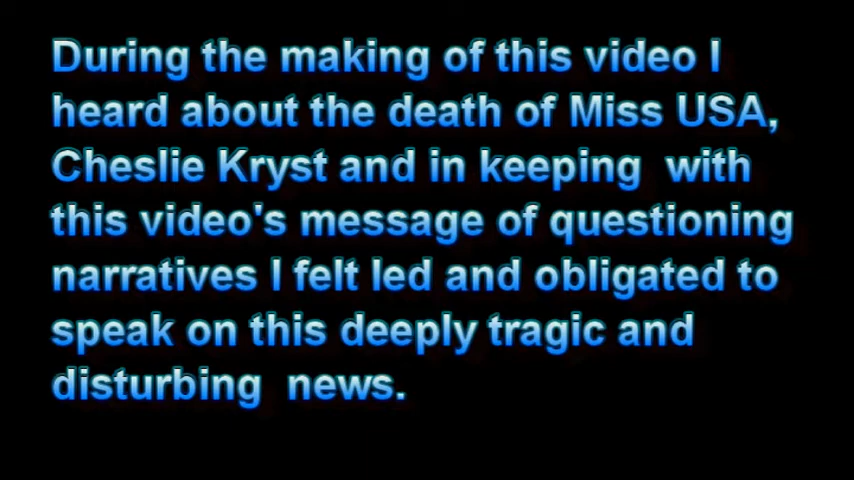 During the making of this video I
heard about the death of Miss USA,
Cheslie Kryst and in keeping  with
this video's message of questioning
narratives I felt led and obligated to
speak on this deeply tragic and
disturbing  news.